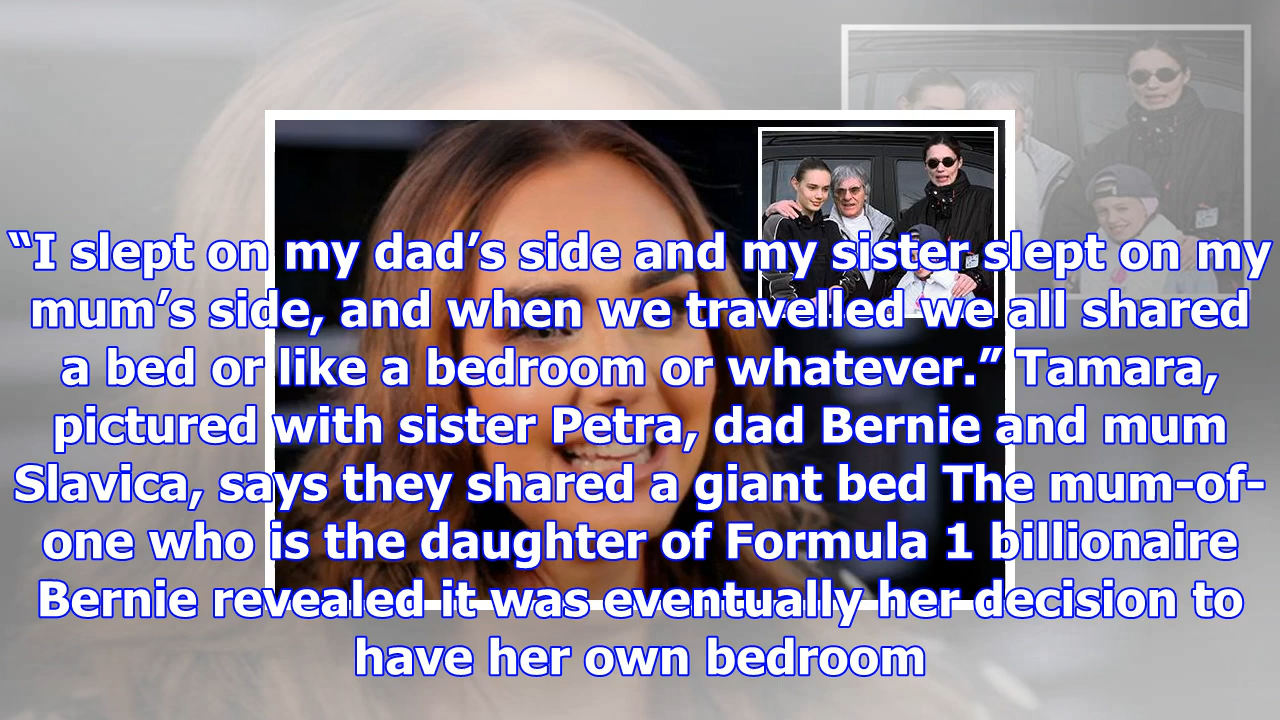 “I slept on my dad’s side and my sister slept on my
mum’s side, and when we travelled we all shared
a bed or like a bedroom or whatever.” Tamara,
pictured with sister Petra, dad Bernie and mum
Slavica, says they shared a giant bed The mum-of-
one who is the daughter of Formula 1 billionaire
Bernie revealed it was eventually her decision to
have her own bedroom